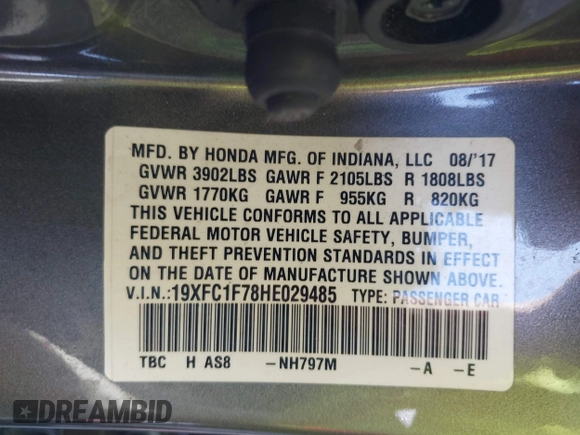 MFD. BY HONDA MFG. OF INDIANA, LLC 08/'17
GVWR 3902LBS GAWR F 2105LBS R 1808LBS
GVWR 1770KG GAWR F 955KG R 820KG
THIS VEHICLE CONFORMS TO ALL APPLICABLE
FEDERAL MOTOR VEHICLE SAFETY, BUMPER,
AND THEFT PREVENTION STANDARDS IN EFFECT
ON THE DATE OF MANUFACTURE SHOWN ABOVE.
V.I.N.:19XFC1F78HE029485 TYPE: PASSENGER CAR
TBC H AS8 -NH797M -A -E
DREAMBID